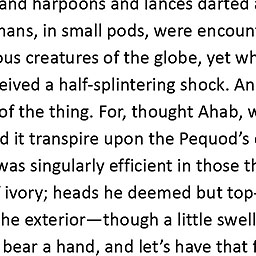 and harpoons and lances darted
mans, in small pods, were encoun
ous creatures of the globe, yet wh
eived a half-splintering shock. An
of the thing. For, thought Ahab, w
d it transpire upon the Pequod's
was singularly efficient in those th
ivory; heads he deemed but top-
he exterior—though a little swell
bear a hand, and let's have that f